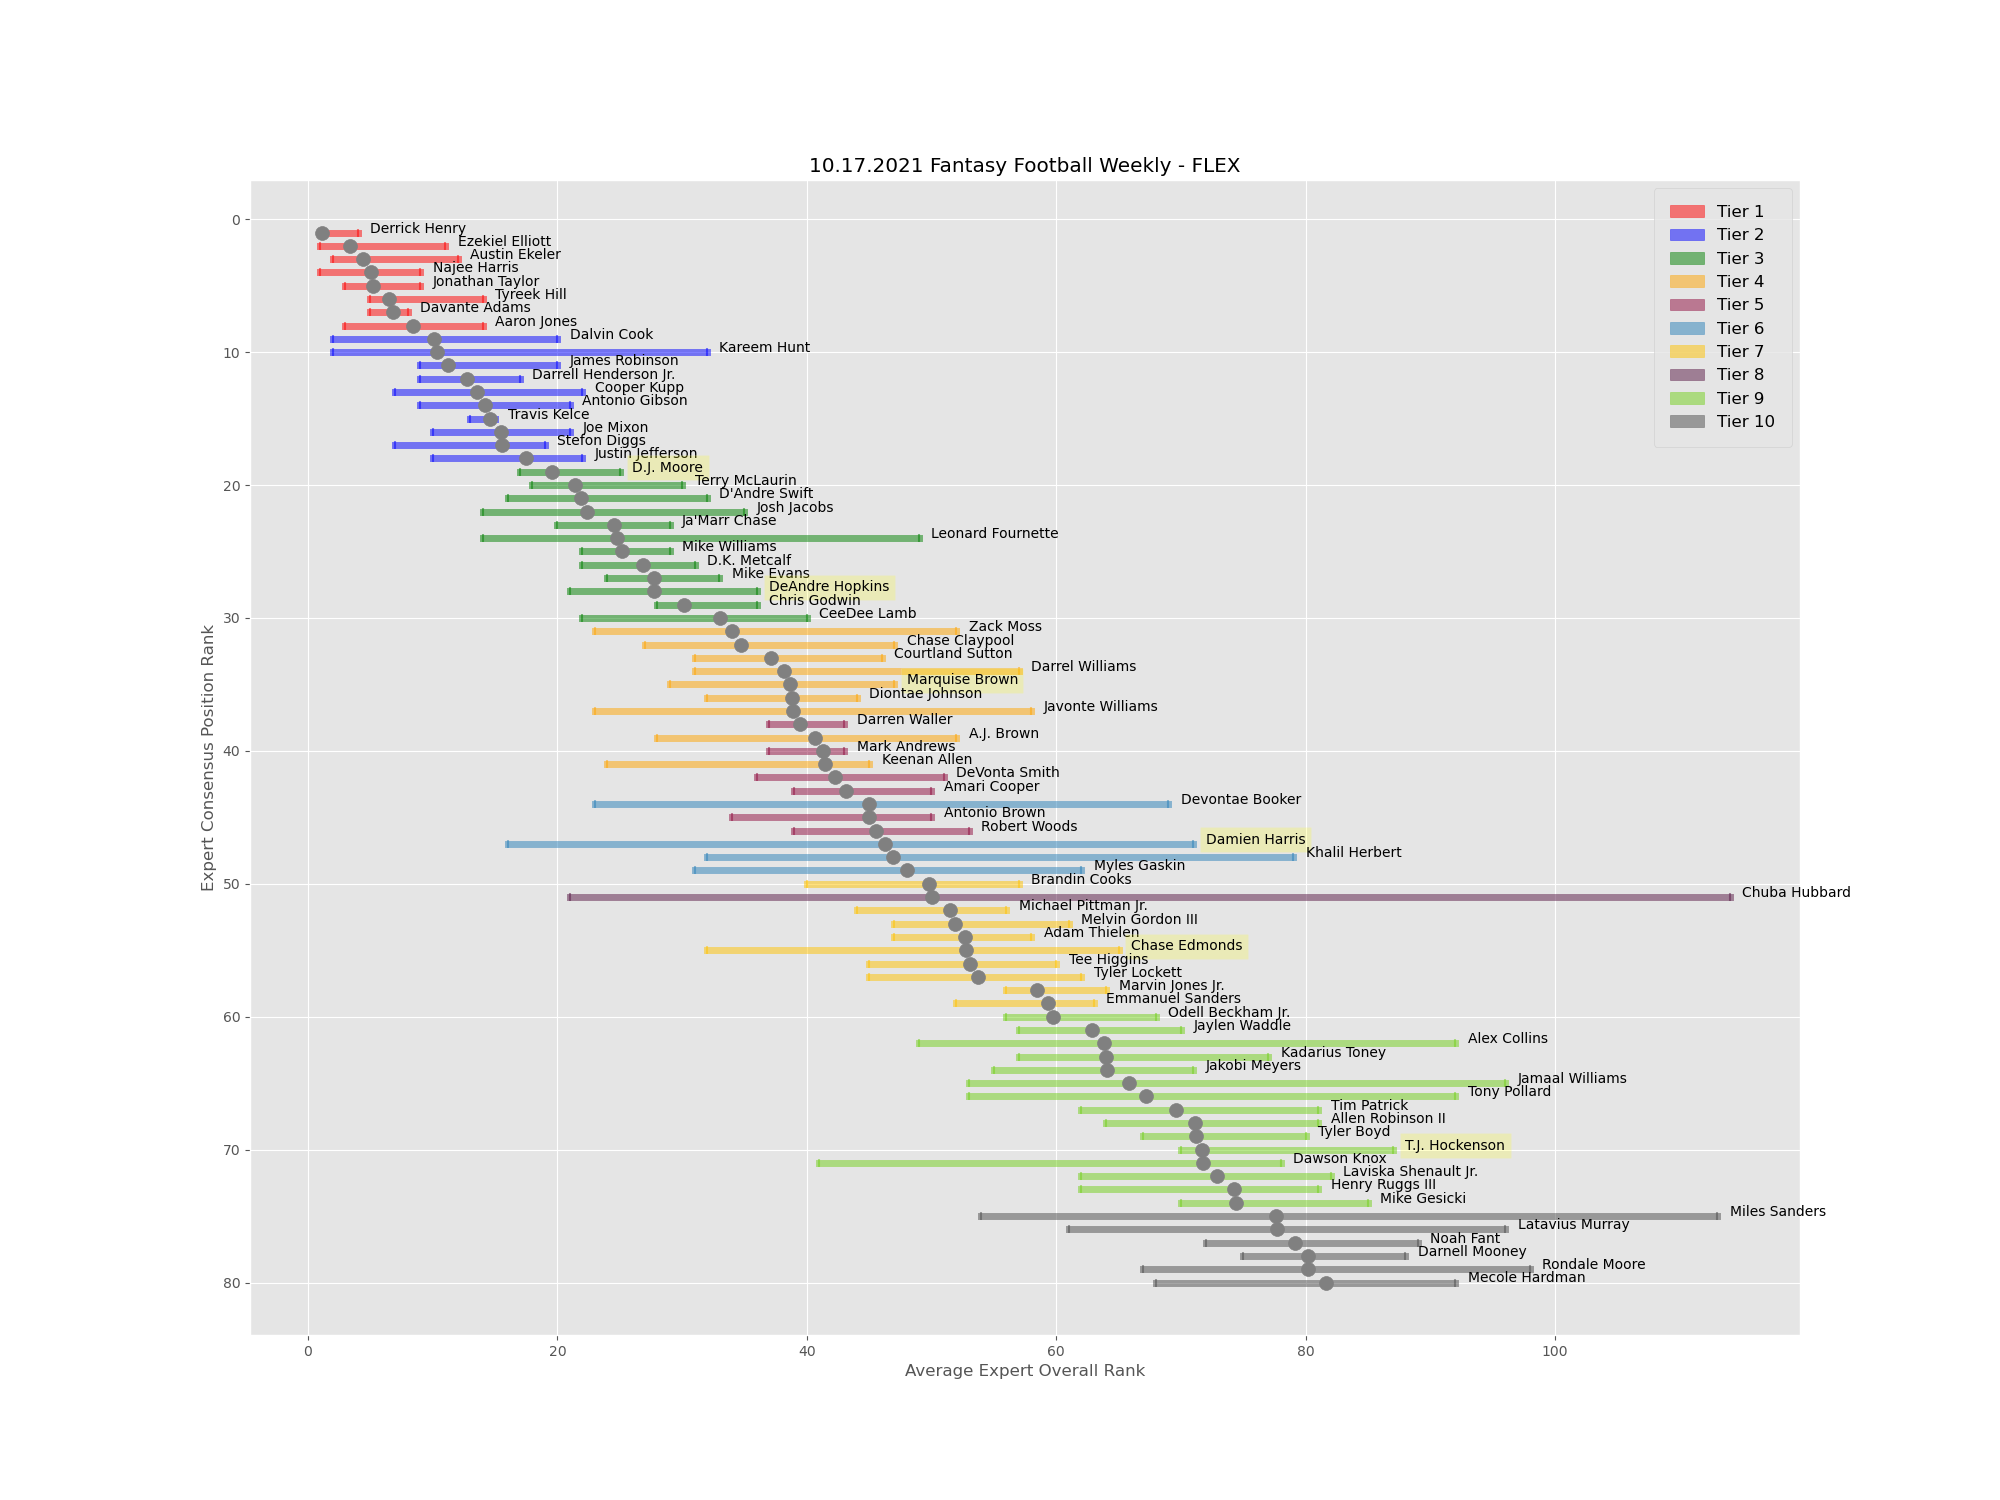 10.17.2021 Fantasy Football Weekly - FLEX
Tier 1
Tier 2
Tier 3
Tier 4
Tier 5
Tier 6
Tier 7
Tier 8
Tier 9
Tier 10
Expert Consensus Position Rank
0
10
20
30
40
50
60
70
80
Derrick Henry
Ezekiel Elliott
Austin Ekeler
Najee Harris
Jonathan Taylor
Tyreek Hill
Davante Adams
Aaron Jones
Dalvin Cook
Kareem Hunt
James Robinson
Darrell Henderson Jr.
Cooper Kupp
Antonio Gibson
Travis Kelce
Joe Mixon
Stefon Diggs
Justin Jefferson
D.J. Moore
Terry McLaurin
D'Andre Swift
Josh Jacobs
Ja'Marr Chase
Leonard Fournette
Mike Williams
D.K. Metcalf
Mike Evans
DeAndre Hopkins
Chris Godwin
CeeDee Lamb
Zack Moss
Chase Claypool
Courtland Sutton
Darrel Williams
Marquise Brown
Diontae Johnson
Javonte Williams
Darren Waller
A.J. Brown
Mark Andrews
Keenan Allen
DeVonta Smith
Amari Cooper
Devontae Booker
Antonio Brown
Robert Woods
Damien Harris
Khalil Herbert
Myles Gaskin
Brandin Cooks
Chuba Hubbard
Michael Pittman Jr.
Melvin Gordon III
Adam Thielen
Chase Edmonds
Tee Higgins
Tyler Lockett
Marvin Jones Jr.
Emmanuel Sanders
Odell Beckham Jr.
Jaylen Waddle
Alex Collins
Kadarius Toney
Jakobi Meyers
Jamaal Williams
Tony Pollard
Tim Patrick
Allen Robinson II
Tyler Boyd
T.J. Hockenson
Dawson Knox
Laviska Shenault Jr.
Henry Ruggs III
Mike Gesicki
Miles Sanders
Latavius Murray
Noah Fant
Darnell Mooney
Rondale Moore
Mecole Hardman
0 20 40 60 80 100
Average Expert Overall Rank